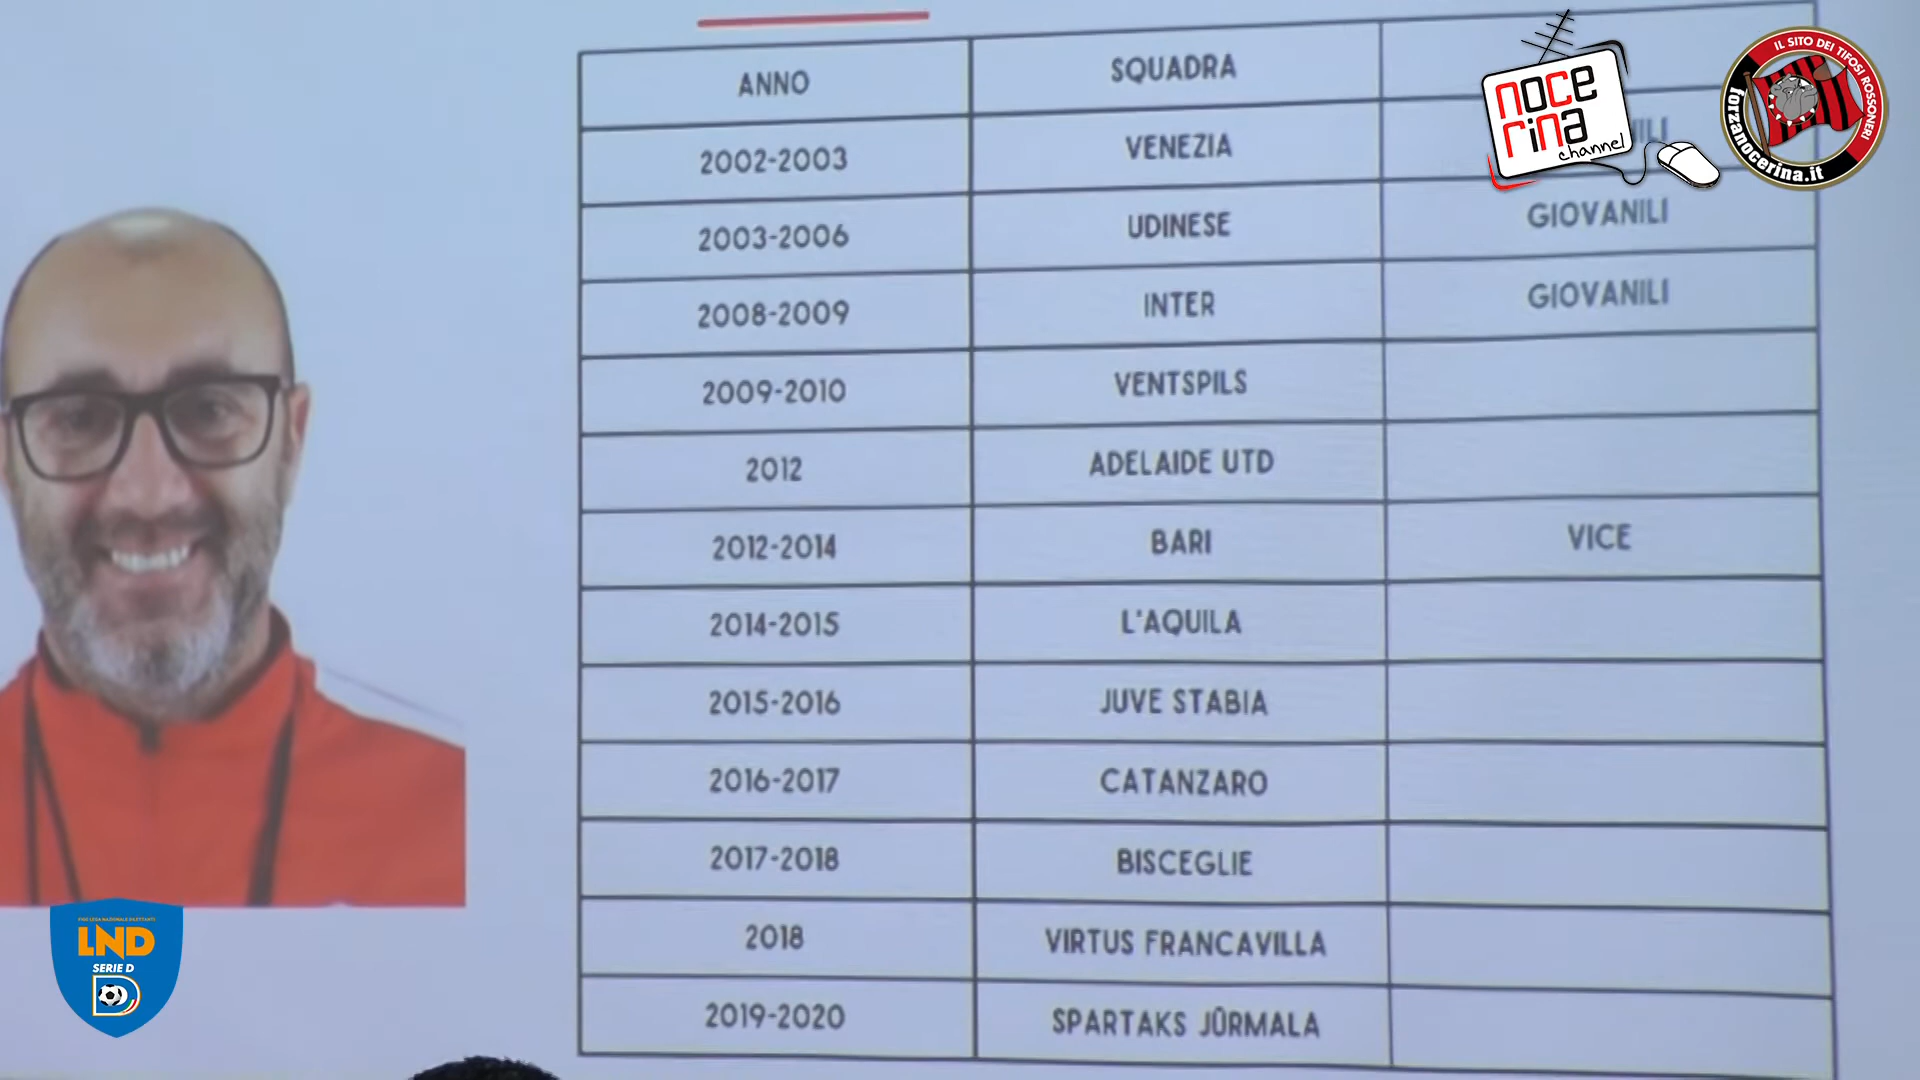 ANNO SQUADRA
2002-2003 VENEZIA
2003-2006 UDINESE GIOVANILI
2008-2009 INTER GIOVANILI
2009-2010 VENTSPILS
2012 ADELAIDE UTD
2012-2014 BARI VICE
2014-2015 L'AQUILA
2015-2016 JUVE STABIA
2016-2017 CATANZARO
2017-2018 BISCEGLIE
2018 VIRTUS FRANCAVILLA
2019-2020 SPARTAKS JŪRMALA
noce
rina
channel
IL SITO DEI TIFOSI ROSSONERI
forzanocerina.it
LND
SERIE D
D